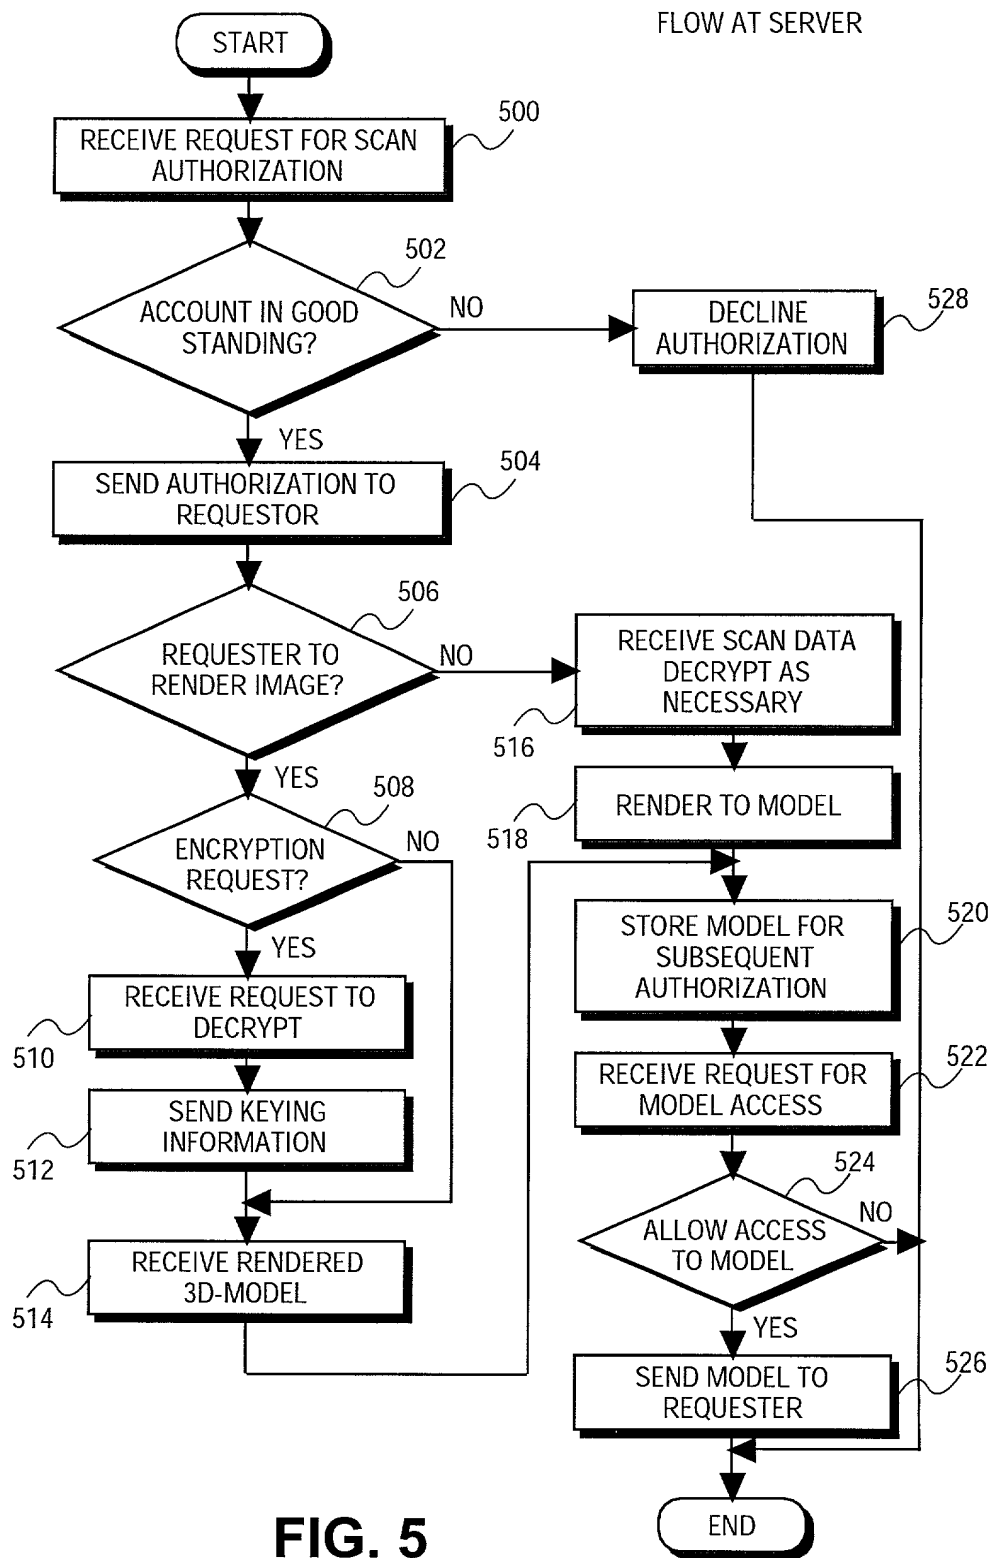 FLOW AT SERVER
START
500
RECEIVE REQUEST FOR SCAN
AUTHORIZATION
502
ACCOUNT IN GOOD
STANDING?
NO
528
DECLINE
AUTHORIZATION
YES
504
SEND AUTHORIZATION TO
REQUESTOR
506
REQUESTER TO
RENDER IMAGE?
NO
RECEIVE SCAN DATA
DECRYPT AS
NECESSARY
516
YES
508
ENCRYPTION
REQUEST?
NO
RENDER TO MODEL
518
YES
520
STORE MODEL FOR
SUBSEQUENT
AUTHORIZATION
RECEIVE REQUEST TO
DECRYPT
510
522
RECEIVE REQUEST FOR
MODEL ACCESS
SEND KEYING
INFORMATION
512
524
ALLOW ACCESS
TO MODEL
NO
RECEIVE RENDERED
3D-MODEL
514
YES
526
SEND MODEL TO
REQUESTER
END
FIG. 5